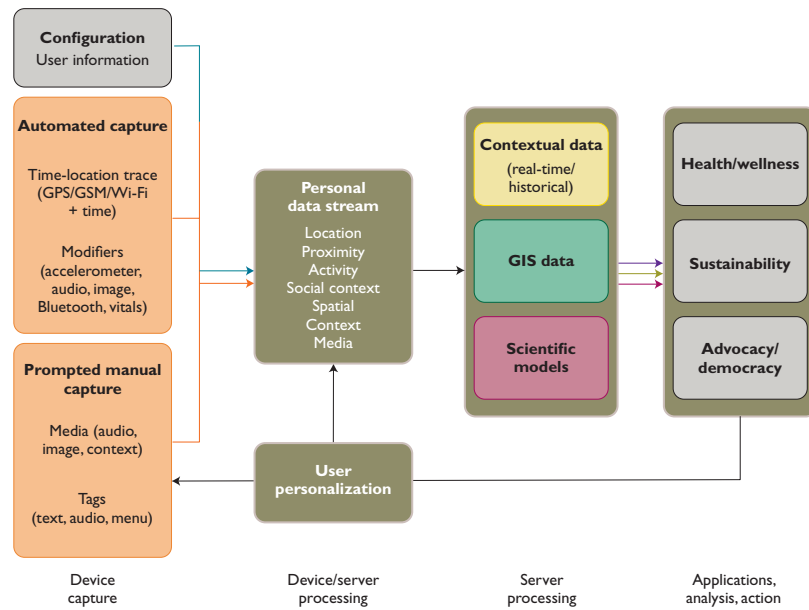 Configuration
User information
Automated capture
Time-location trace
(GPS/GSM/Wi-Fi
+ time)
Modifiers
(accelerometer,
audio, image,
Bluetooth, vitals)
Prompted manual
capture
Media (audio,
image, context)
Tags
(text, audio, menu)
Device
capture
Personal
data stream
Location
Proximity
Activity
Social context
Spatial
Context
Media
User
personalization
Device/server
processing
Contextual data
(real-time/
historical)
GIS data
Scientific
models
Server
processing
Health/wellness
Sustainability
Advocacy/
democracy
Applications,
analysis, action